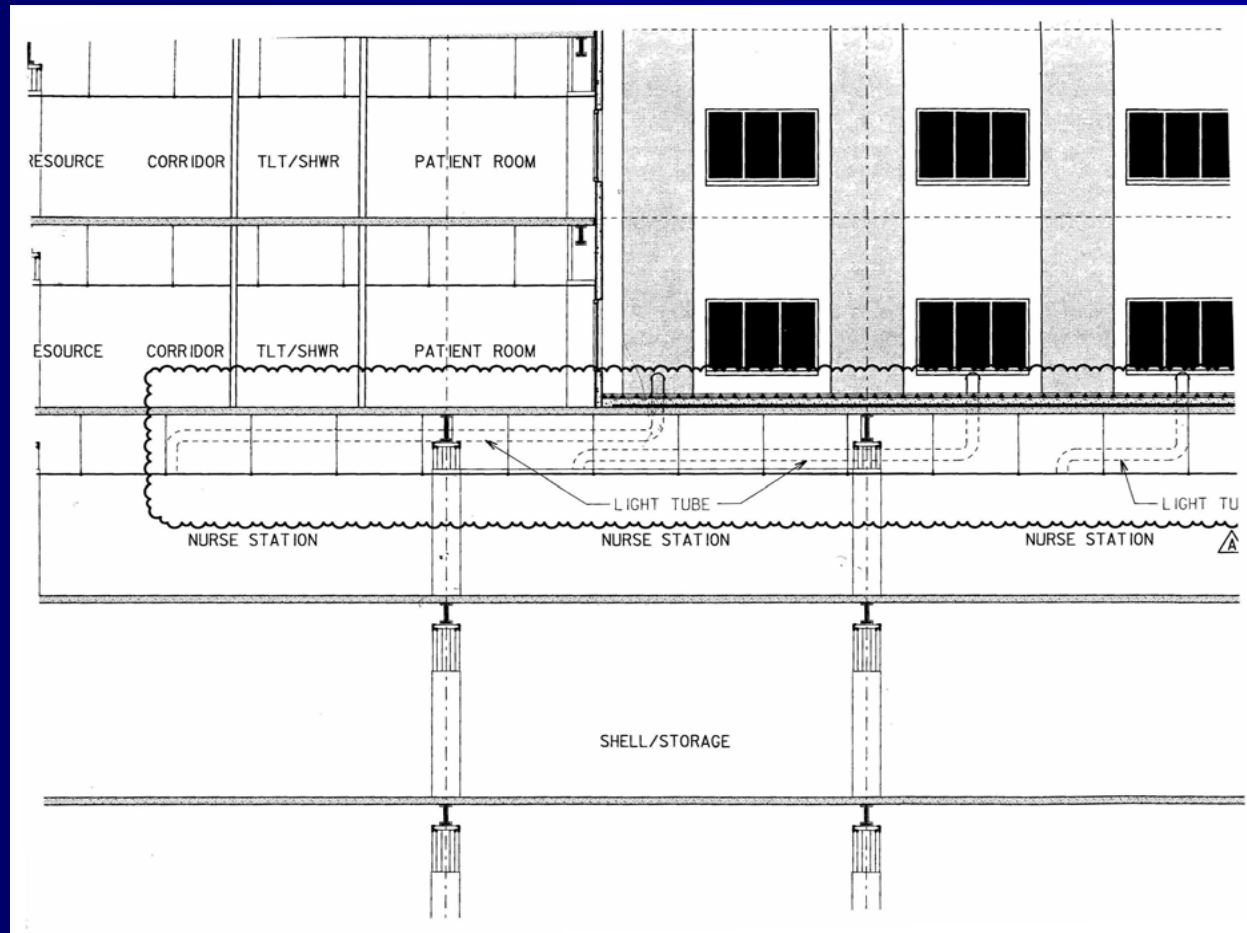 RESOURCE CORRIDOR TLT/SHWR PATIENT ROOM
ESOURCE CORRIDOR TLT/SHWR PATIENT ROOM
LIGHT TUBE LIGHT TU
NURSE STATION NURSE STATION NURSE STATION A
SHELL/STORAGE